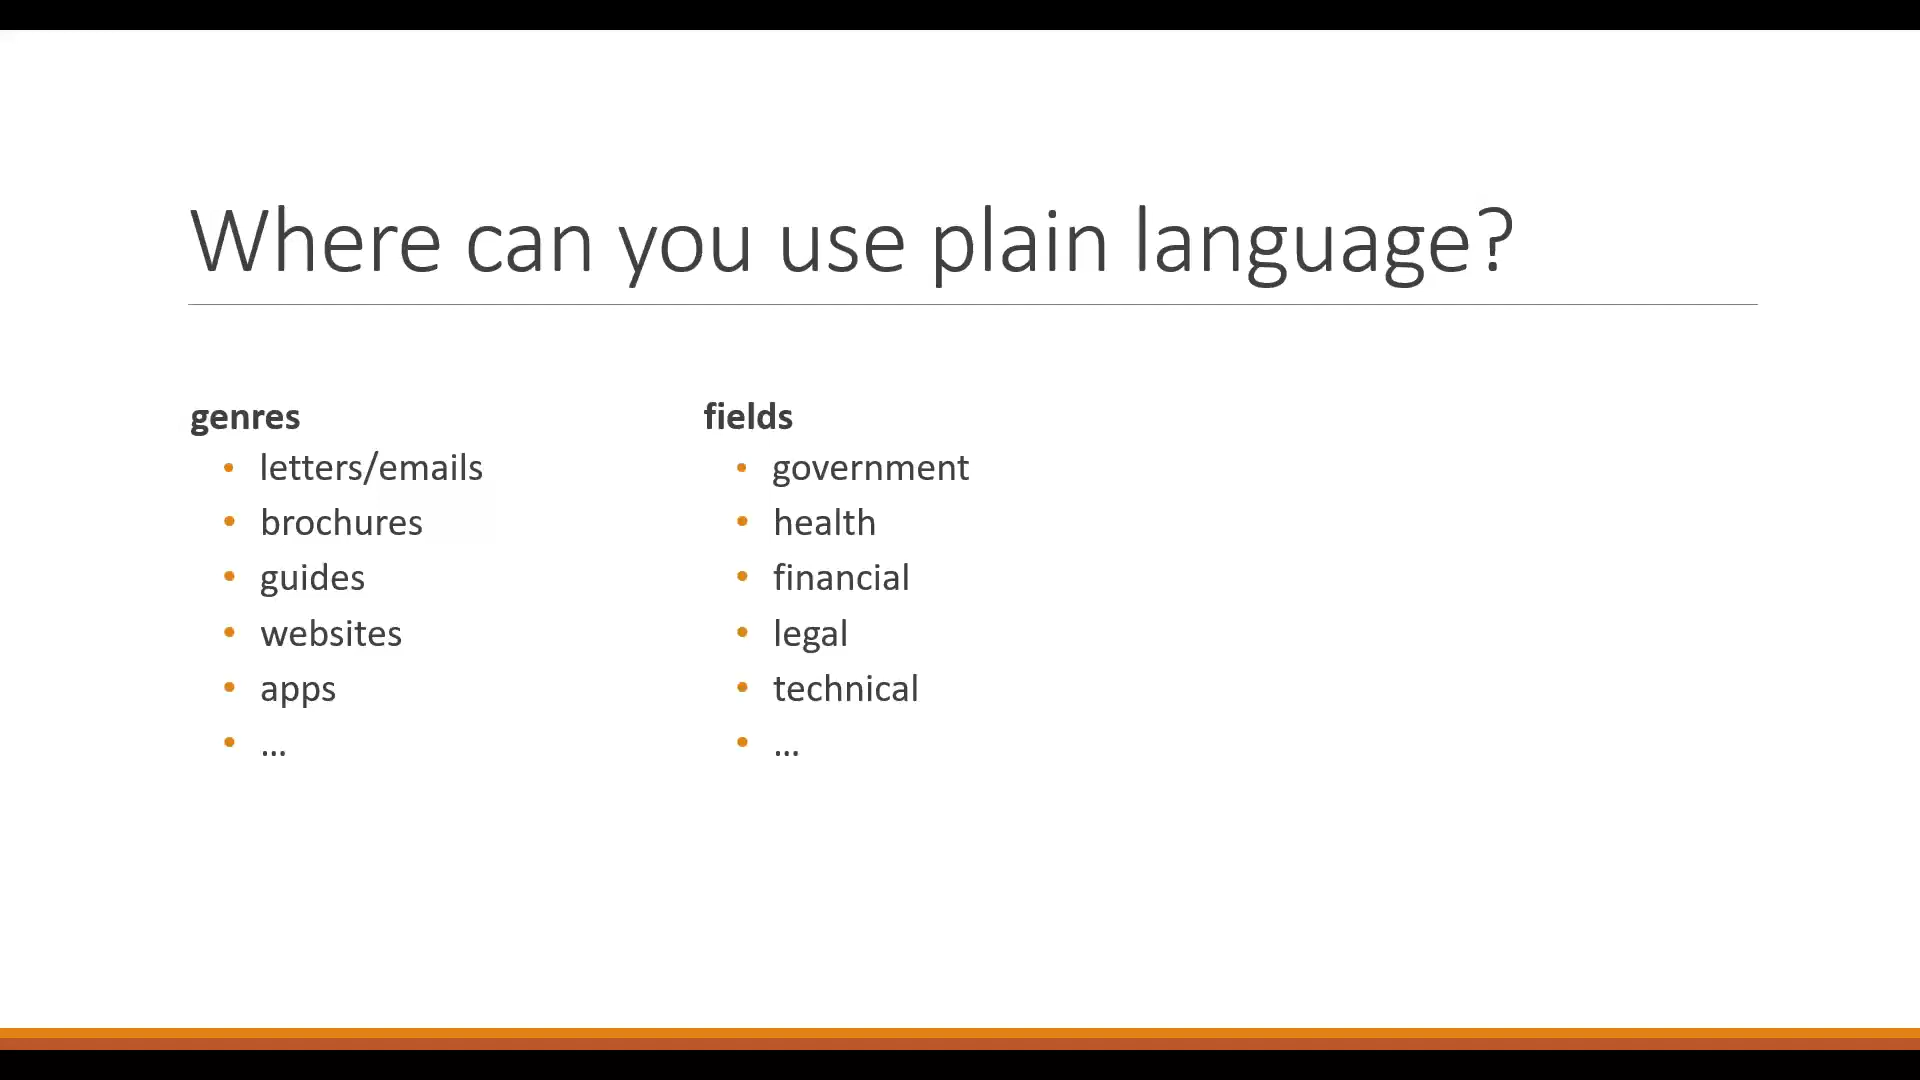 Where can you use plain language?
genres
• letters/emails
• brochures
• guides
• websites
• apps
• ...
fields
• government
• health
• financial
• legal
• technical
• ...